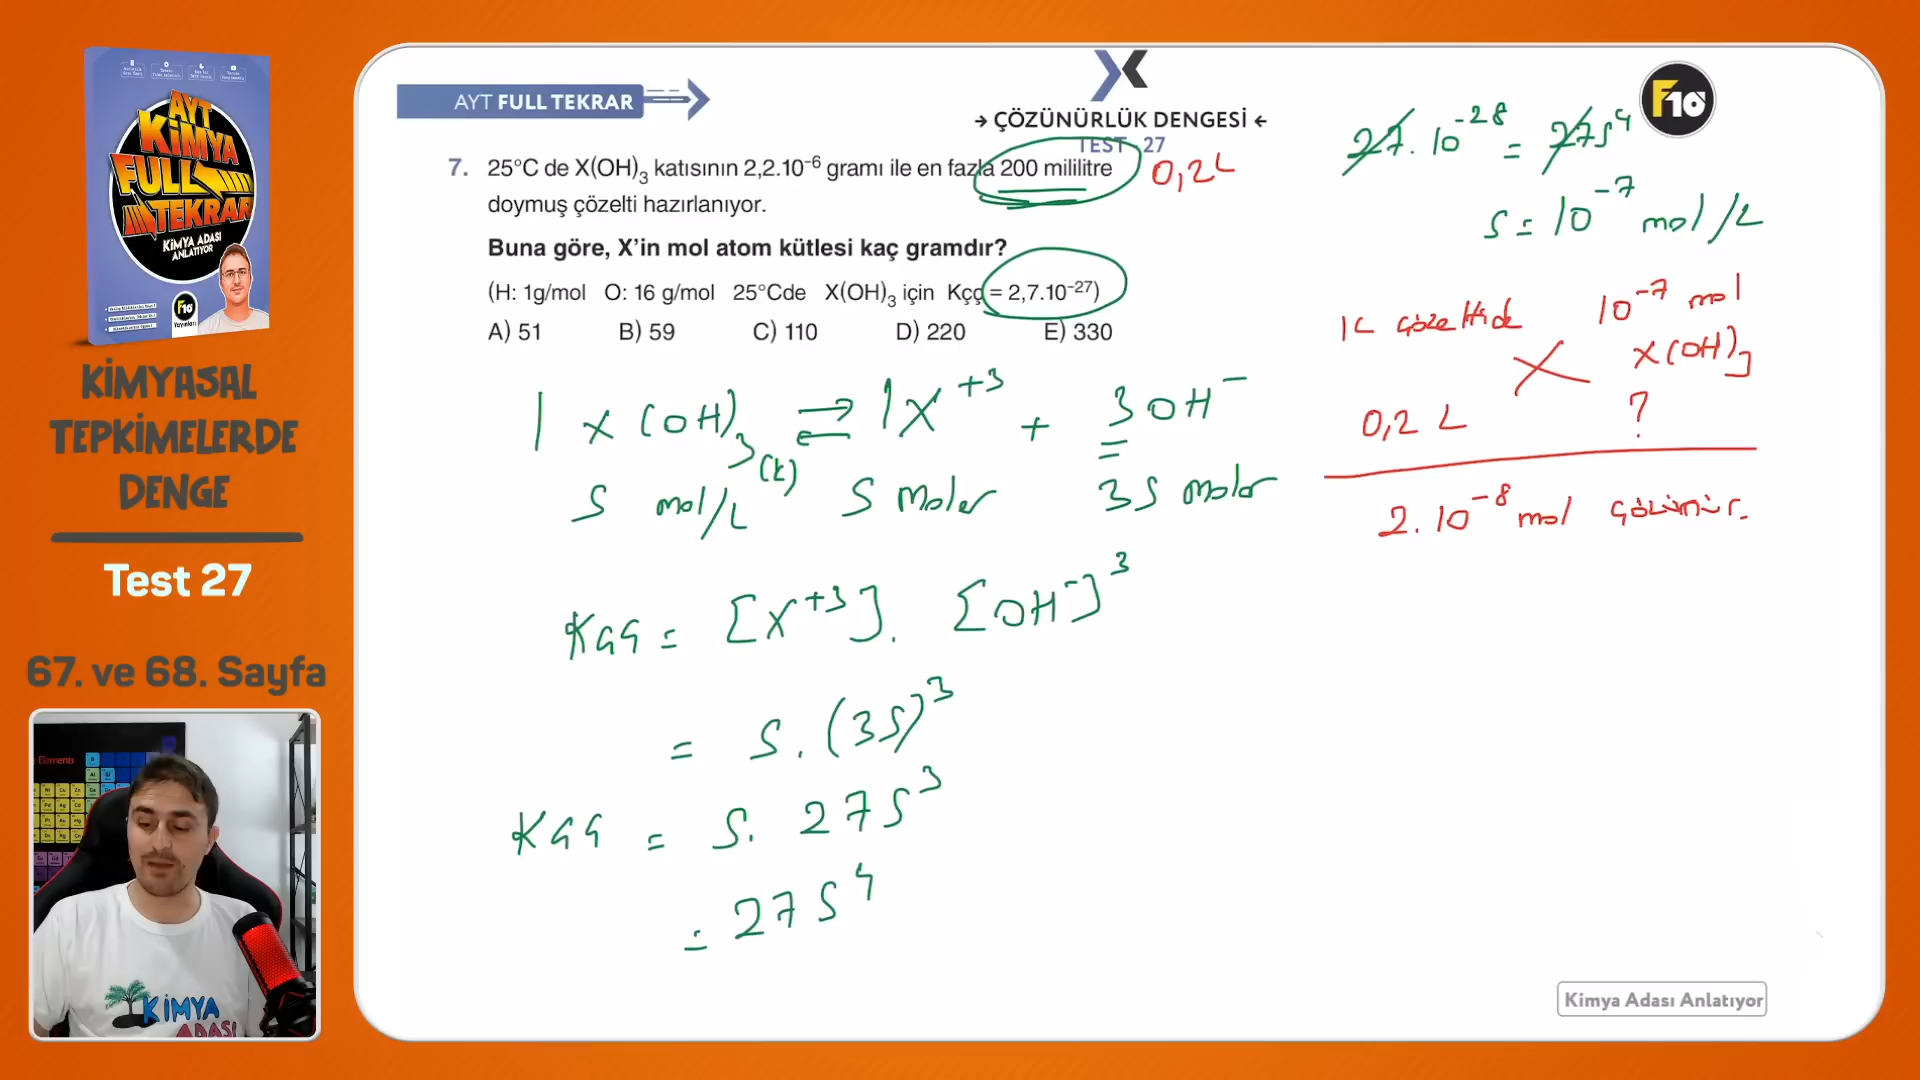 AYT
KİMYA
FULL
TEKRAR
KİMYA ADASI
ANLATIYOR
F10
Yayınları
KİMYASAL
TEPKİMELERDE
DENGE
Test 27
67. ve 68. Sayfa
Elements
KİMYA
ADASI
AYT FULL TEKRAR
→ ÇÖZÜNÜRLÜK DENGESİ ←
TEST - 27
F10
7. 25°C de X(OH)₃ katısının 2,2.10⁻⁶ gramı ile en fazla 200 mililitre
0,2L
doymuş çözelti hazırlanıyor.
Buna göre, X'in mol atom kütlesi kaç gramdır?
(H: 1g/mol O: 16 g/mol 25°Cde X(OH)₃ için Kçç = 2,7.10⁻²⁷)
A) 51 B) 59 C) 110 D) 220 E) 330
1 X(OH)₃(k) ⇌ 1X⁺³ + 3OH⁻
S mol/L S molar 3S molar
Kçç = [X⁺³]. [OH⁻]³
= S. (3S)³
Kçç = S. 27S³
= 27S⁴
27. 10⁻²⁸ = 27S⁴
S = 10⁻⁷ mol/L
1L çözeltide 10⁻⁷ mol
X(OH)₃
0,2 L ?
2. 10⁻⁸ mol çözünür.
Kimya Adası Anlatıyor